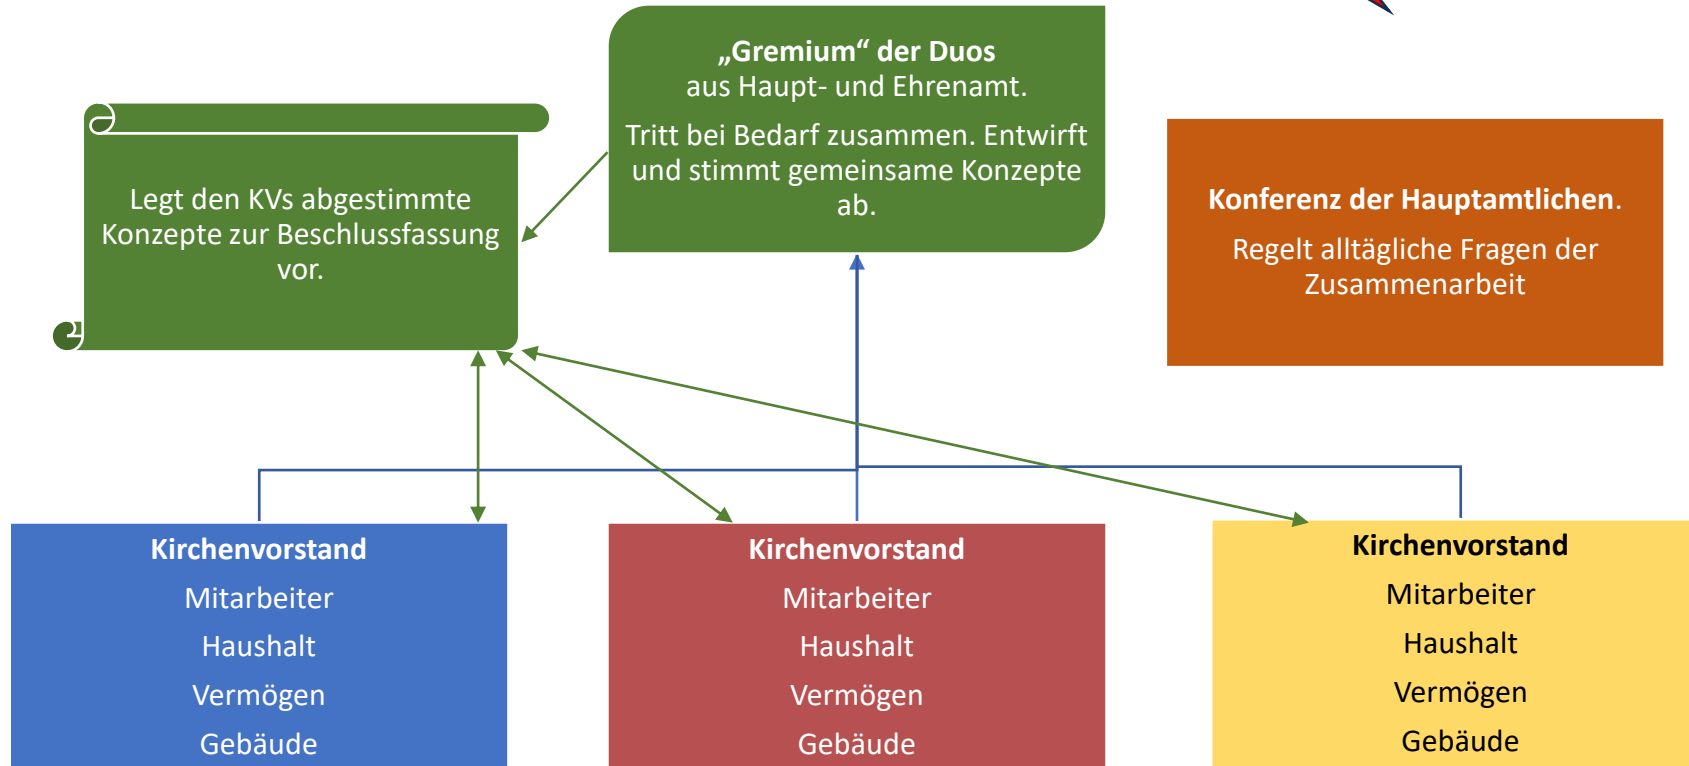 „Gremium“ der Duos
aus Haupt- und Ehrenamt.
Tritt bei Bedarf zusammen. Entwirft
und stimmt gemeinsame Konzepte
ab.
Legt den KVs abgestimmte
Konzepte zur Beschlussfassung
vor.
Konferenz der Hauptamtlichen.
Regelt alltägliche Fragen der
Zusammenarbeit
Kirchenvorstand
Mitarbeiter
Haushalt
Vermögen
Gebäude
Kirchenvorstand
Mitarbeiter
Haushalt
Vermögen
Gebäude
Kirchenvorstand
Mitarbeiter
Haushalt
Vermögen
Gebäude